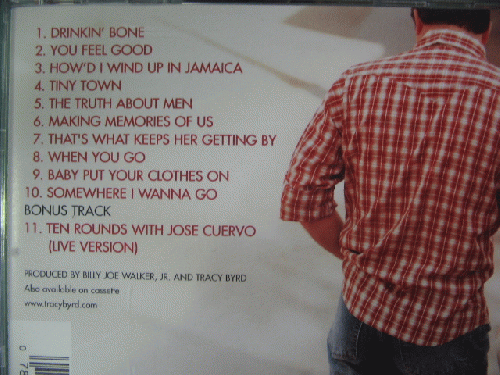 1. DRINKIN' BONE
2. YOU FEEL GOOD
3. HOW'D I WIND UP IN JAMAICA
4. TINY TOWN
5. THE TRUTH ABOUT MEN
6. MAKING MEMORIES OF US
7. THAT'S WHAT KEEPS HER GETTING BY
8. WHEN YOU GO
9. BABY PUT YOUR CLOTHES ON
10. SOMEWHERE I WANNA GO
BONUS TRACK
11. TEN ROUNDS WITH JOSE CUERVO
(LIVE VERSION)
PRODUCED BY BILLY JOE WALKER, JR. AND TRACY BYRD
Also available on cassette
www.tracybyrd.com
0 78